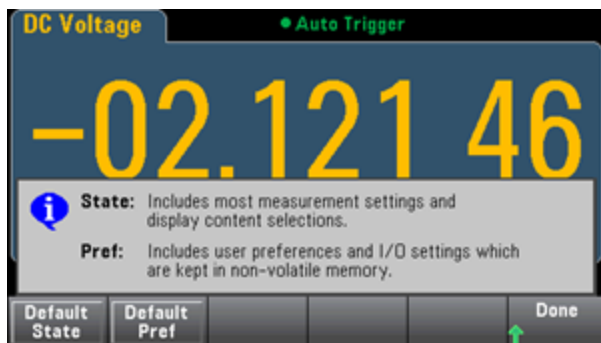 DC Voltage
Auto Trigger
-02.121 46
State: Includes most measurement settings and
display content selections.
Pref: Includes user preferences and I/O settings which
are kept in non-volatile memory.
Default State
Default Pref
Done